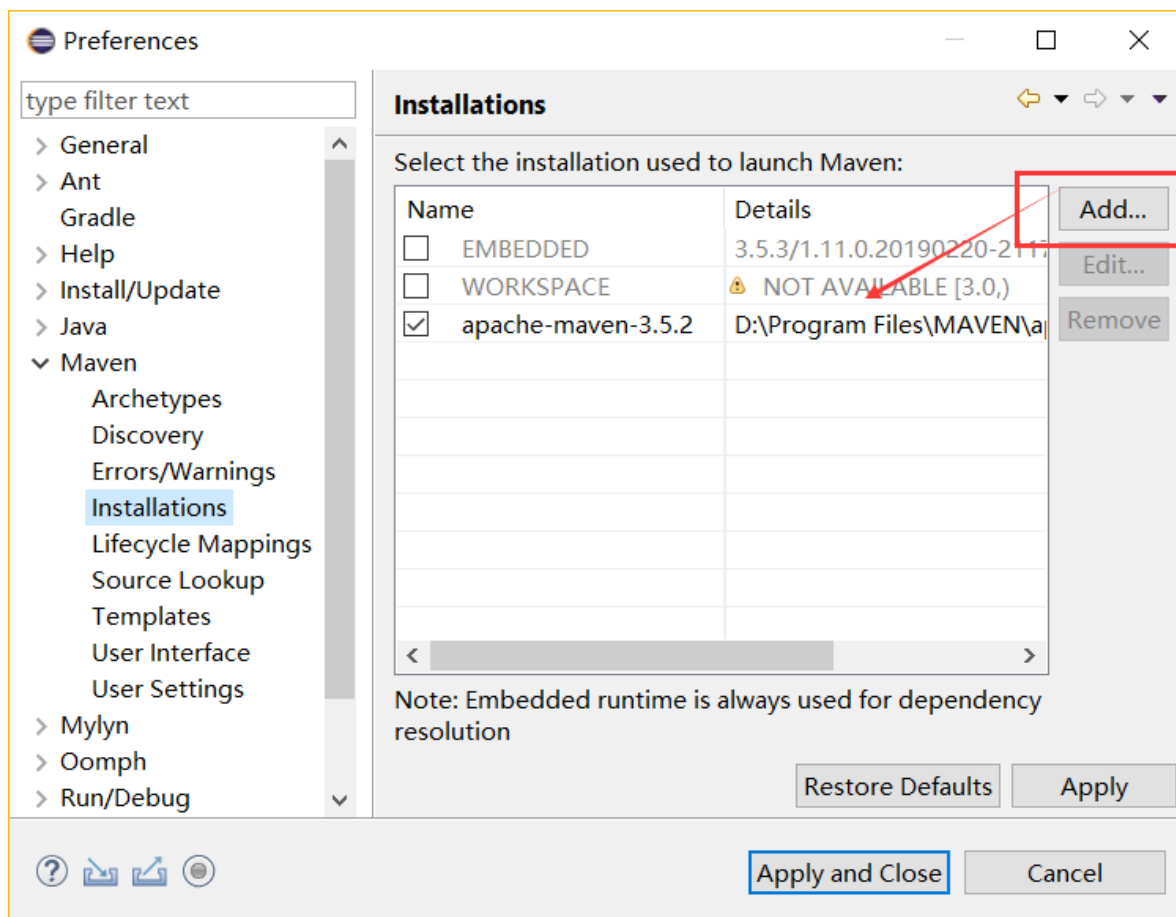 Preferences
type filter text
General
Ant
Gradle
Help
Install/Update
Java
Maven
Archetypes
Discovery
Errors/Warnings
Installations
Lifecycle Mappings
Source Lookup
Templates
User Interface
User Settings
Mylyn
Oomph
Run/Debug
Installations
Select the installation used to launch Maven:
Name Details
EMBEDDED 3.5.3/1.11.0.20190220-2117
WORKSPACE NOT AVAILABLE [3.0,)
apache-maven-3.5.2 D:\Program Files\MAVEN\a
Add...
Edit...
Remove
Note: Embedded runtime is always used for dependency
resolution
Restore Defaults Apply
Apply and Close Cancel